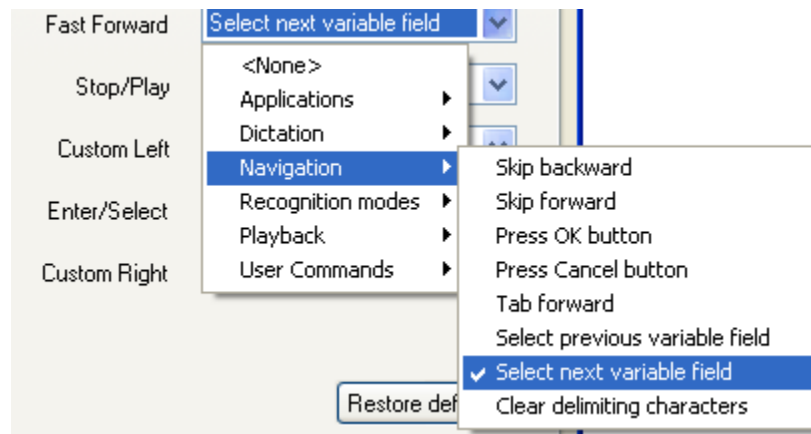 Fast Forward
Select next variable field
Stop/Play
Custom Left
Enter/Select
Custom Right
<None>
Applications
Dictation
Navigation
Recognition modes
Playback
User Commands
Skip backward
Skip forward
Press OK button
Press Cancel button
Tab forward
Select previous variable field
Select next variable field
Clear delimiting characters
Restore def